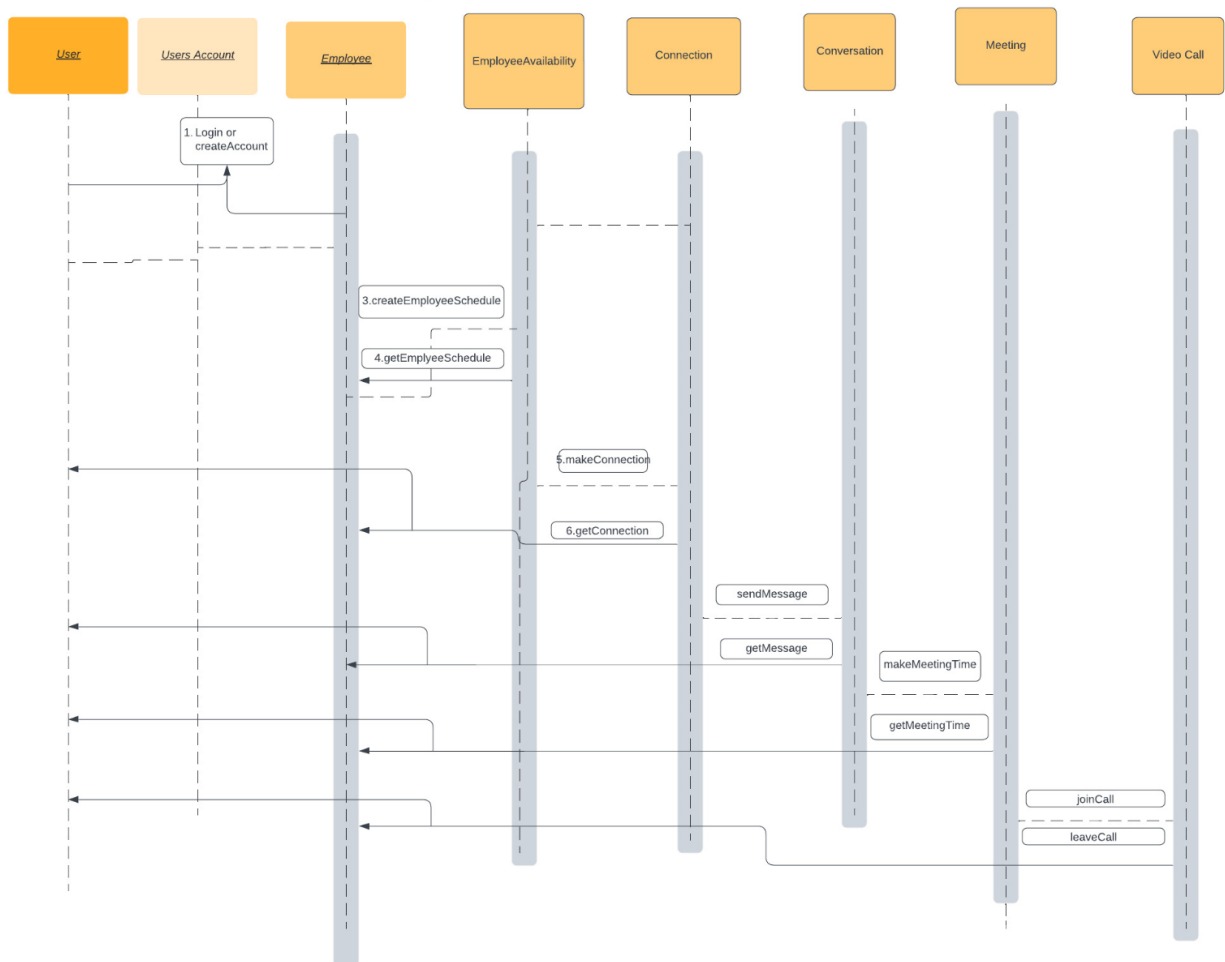 User
Users Account
Employee
EmployeeAvailability
Connection
Conversation
Meeting
Video Call
1. Login or
createAccount
3.createEmployeeSchedule
4.getEmplyeeSchedule
5.makeConnection
6.getConnection
sendMessage
getMessage
makeMeetingTime
getMeetingTime
joinCall
leaveCall